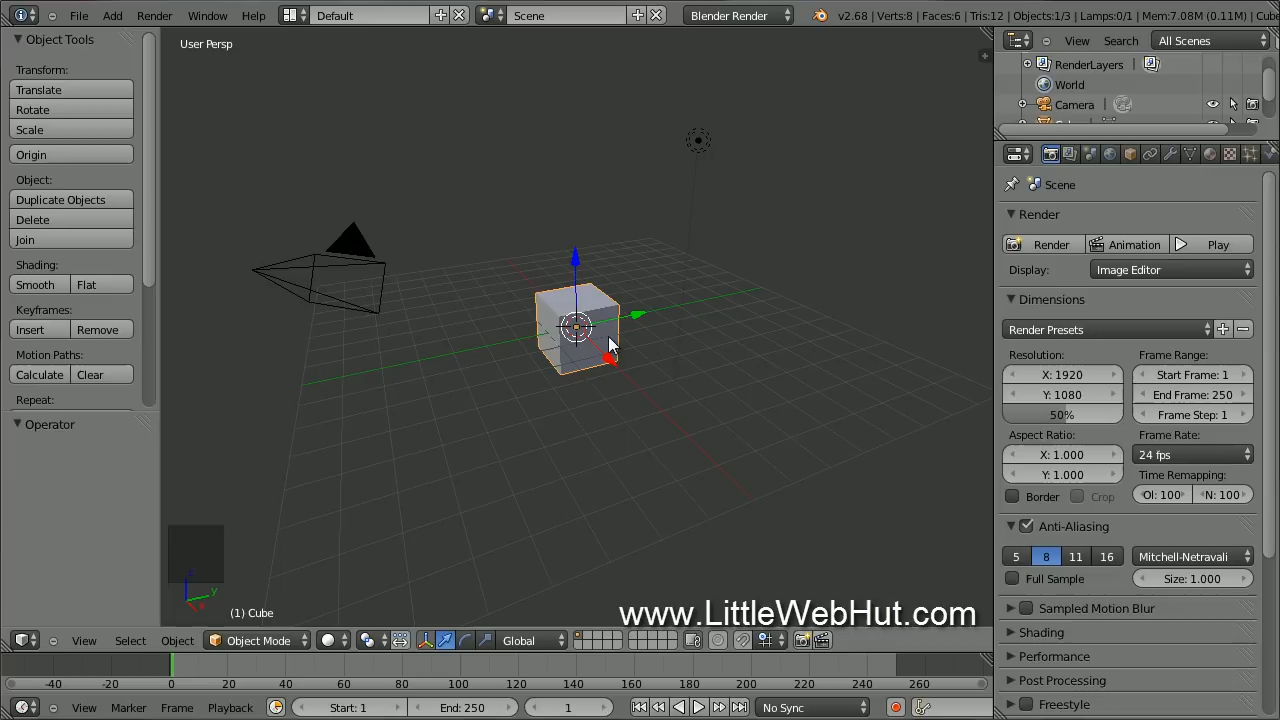 File Add Render Window Help Default Scene Blender Render v2.68 | Verts:8 | Faces:6 | Tris:12 | Objects:1/3 | Lamps:0/1 | Mem:7.08M (0.11M) | Cube
Object Tools
Transform:
Translate
Rotate
Scale
Origin
Object:
Duplicate Objects
Delete
Join
Shading:
Smooth Flat
Keyframes:
Insert Remove
Motion Paths:
Calculate Clear
Repeat:
Operator
User Persp
z
y
x
(1) Cube
www.LittleWebHut.com
View Select Object Object Mode Global
-40 -20 0 20 40 60 80 100 120 140 160 180 200 220 240 260
View Marker Frame Playback Start: 1 End: 250 1 No Sync
View Search All Scenes
RenderLayers |
World
Camera |
Scene
Render
Render Animation Play
Display: Image Editor
Dimensions
Render Presets
Resolution: Frame Range:
X: 1920 Start Frame: 1
Y: 1080 End Frame: 250
50% Frame Step: 1
Aspect Ratio: Frame Rate:
X: 1.000 24 fps
Y: 1.000 Time Remapping:
Border Crop Ol: 100 N: 100
Anti-Aliasing
5 8 11 16 Mitchell-Netravali
Full Sample Size: 1.000
Sampled Motion Blur
Shading
Performance
Post Processing
Freestyle